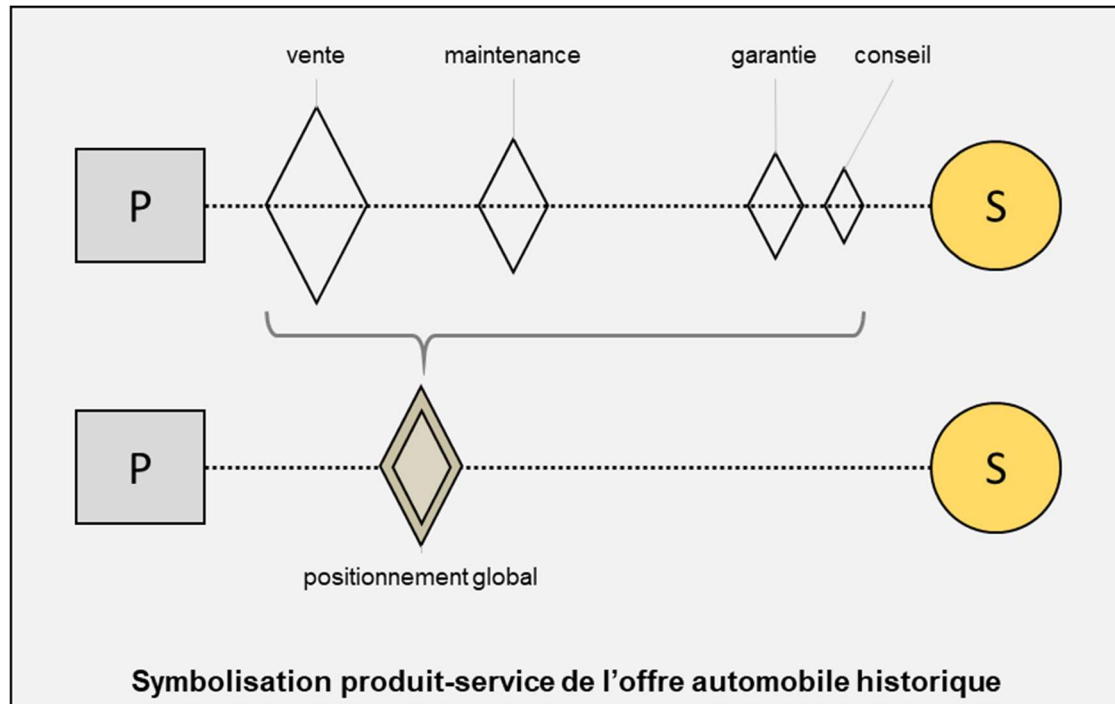 vente
maintenance
garantie
conseil
P
S
P
S
positionnement global
Symbolisation produit-service de l'offre automobile historique